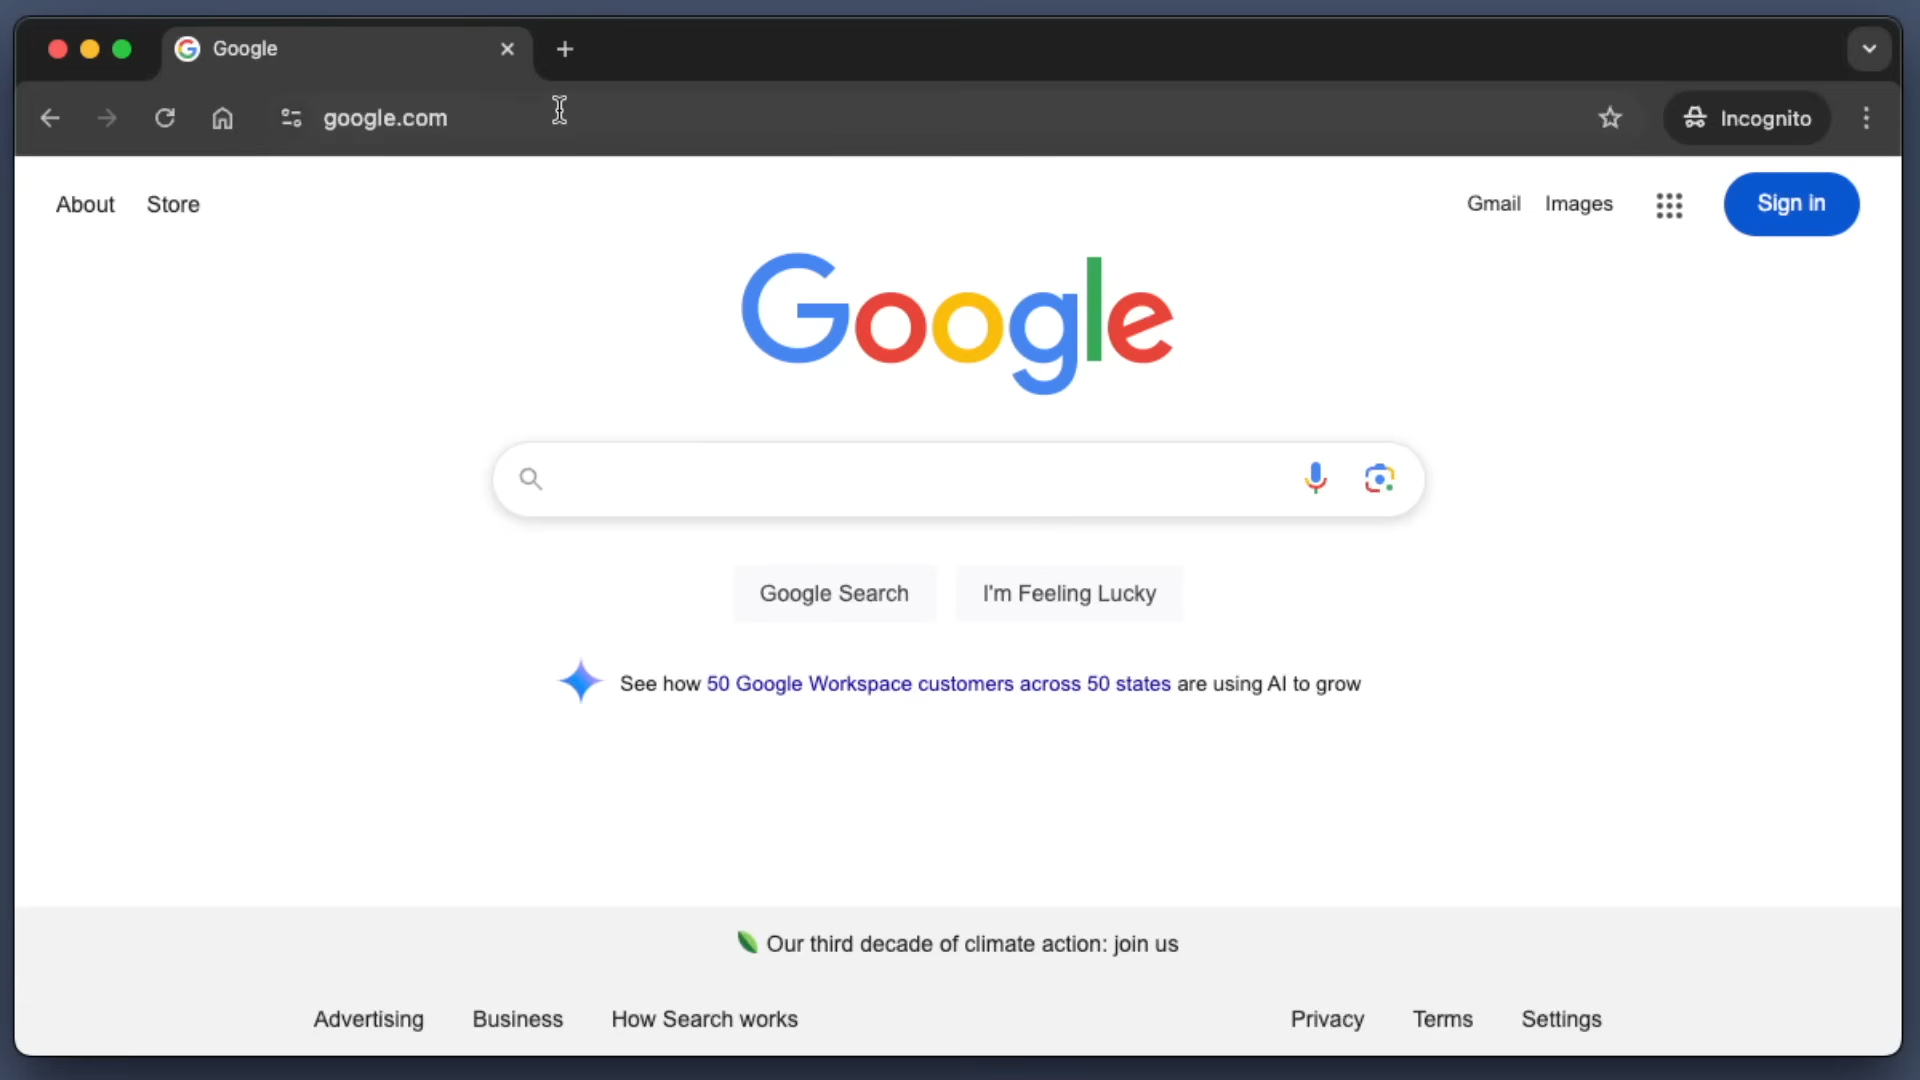 Google
google.com
Incognito
About Store
Gmail Images
Sign in
Google
Google Search I'm Feeling Lucky
See how 50 Google Workspace customers across 50 states are using AI to grow
Our third decade of climate action: join us
Advertising Business How Search works
Privacy Terms Settings